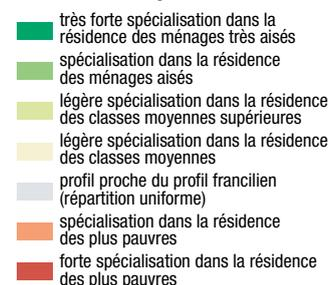 très forte spécialisation dans la
résidence des ménages très aisés
spécialisation dans la résidence
des ménages aisés
légère spécialisation dans la résidence
des classes moyennes supérieures
légère spécialisation dans la résidence
des classes moyennes
profil proche du profil francilien
(répartition uniforme)
spécialisation dans la résidence
des plus pauvres
forte spécialisation dans la résidence
des plus pauvres